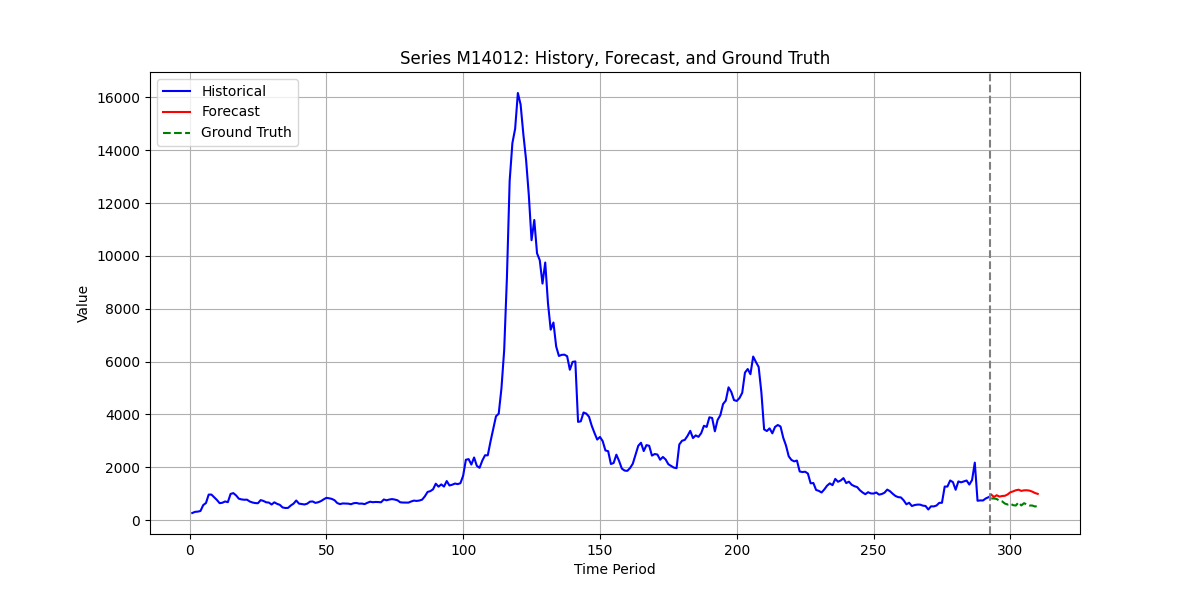 Series M14012: History, Forecast, and Ground Truth
Historical
Forecast
Ground Truth
16000
14000
12000
10000
8000
6000
4000
2000
0
Value
0 50 100 150 200 250 300
Time Period